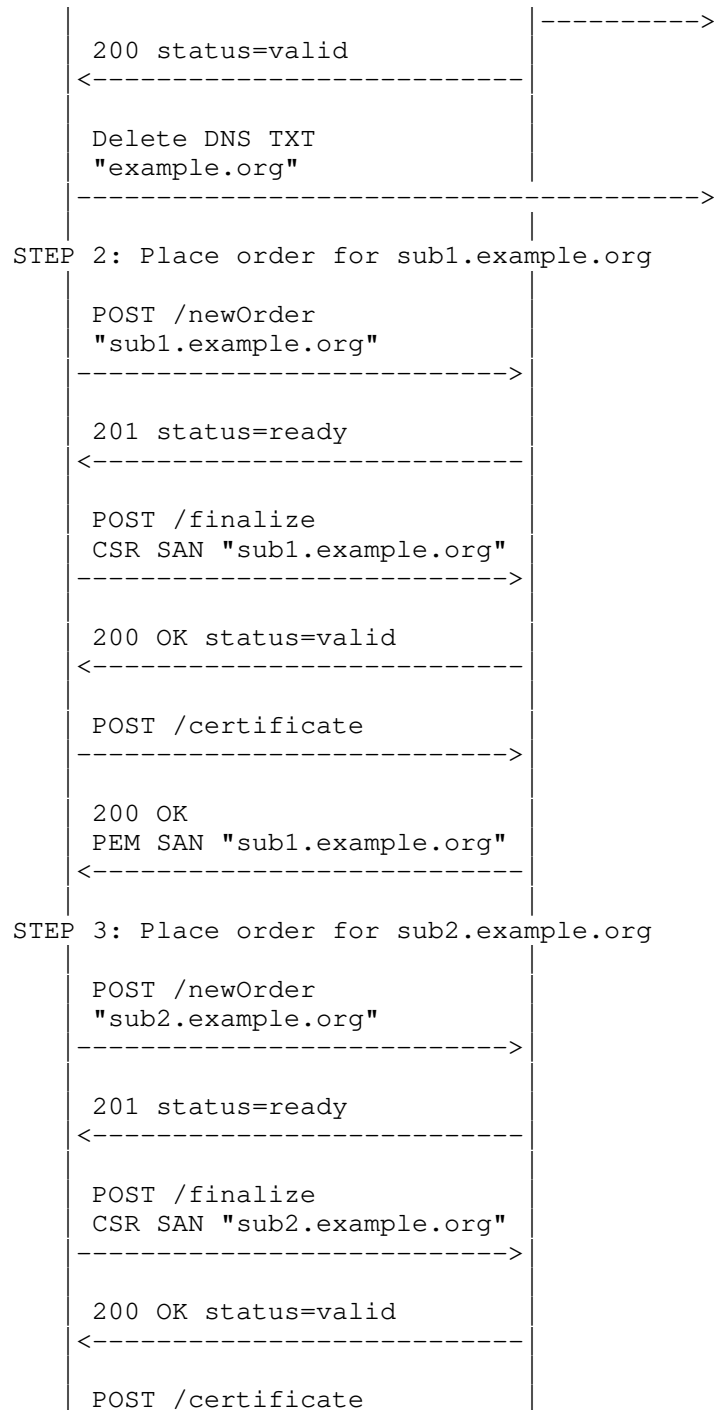 200 status=valid
Delete DNS TXT
"example.org"
STEP 2: Place order for sub1.example.org
POST /newOrder
"sub1.example.org"
201 status=ready
POST /finalize
CSR SAN "sub1.example.org"
200 OK status=valid
POST /certificate
200 OK
PEM SAN "sub1.example.org"
STEP 3: Place order for sub2.example.org
POST /newOrder
"sub2.example.org"
201 status=ready
POST /finalize
CSR SAN "sub2.example.org"
200 OK status=valid
POST /certificate